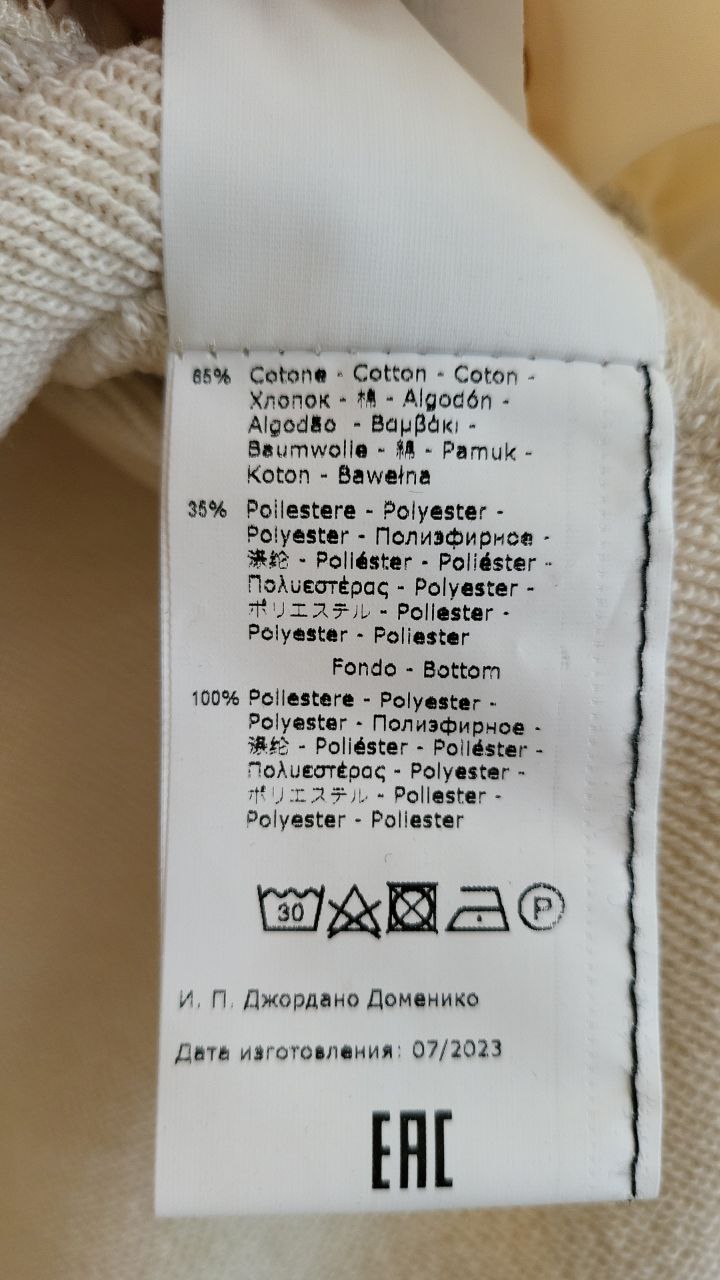 65% Cotone - Cotton - Coton -
Хлопок - 棉 - Algodón -
Algodão - Βαμβάκι -
Baumwolle - 綿 - Pamuk -
Koton - Bawełna
35% Poliestere - Polyester -
Polyester - Полиэфирное -
涤纶 - Poliéster - Poliéster -
Πολυεστέρας - Polyester -
ポリエステル - Poliester -
Polyester - Poliester
Fondo - Bottom
100% Poliestere - Polyester -
Polyester - Полиэфирное -
涤纶 - Poliéster - Poliéster -
Πολυεστέρας - Polyester -
ポリエステル - Poliester -
Polyester - Poliester
30 P
И. П. Джордано Доменико
Дата изготовления: 07/2023
EAC